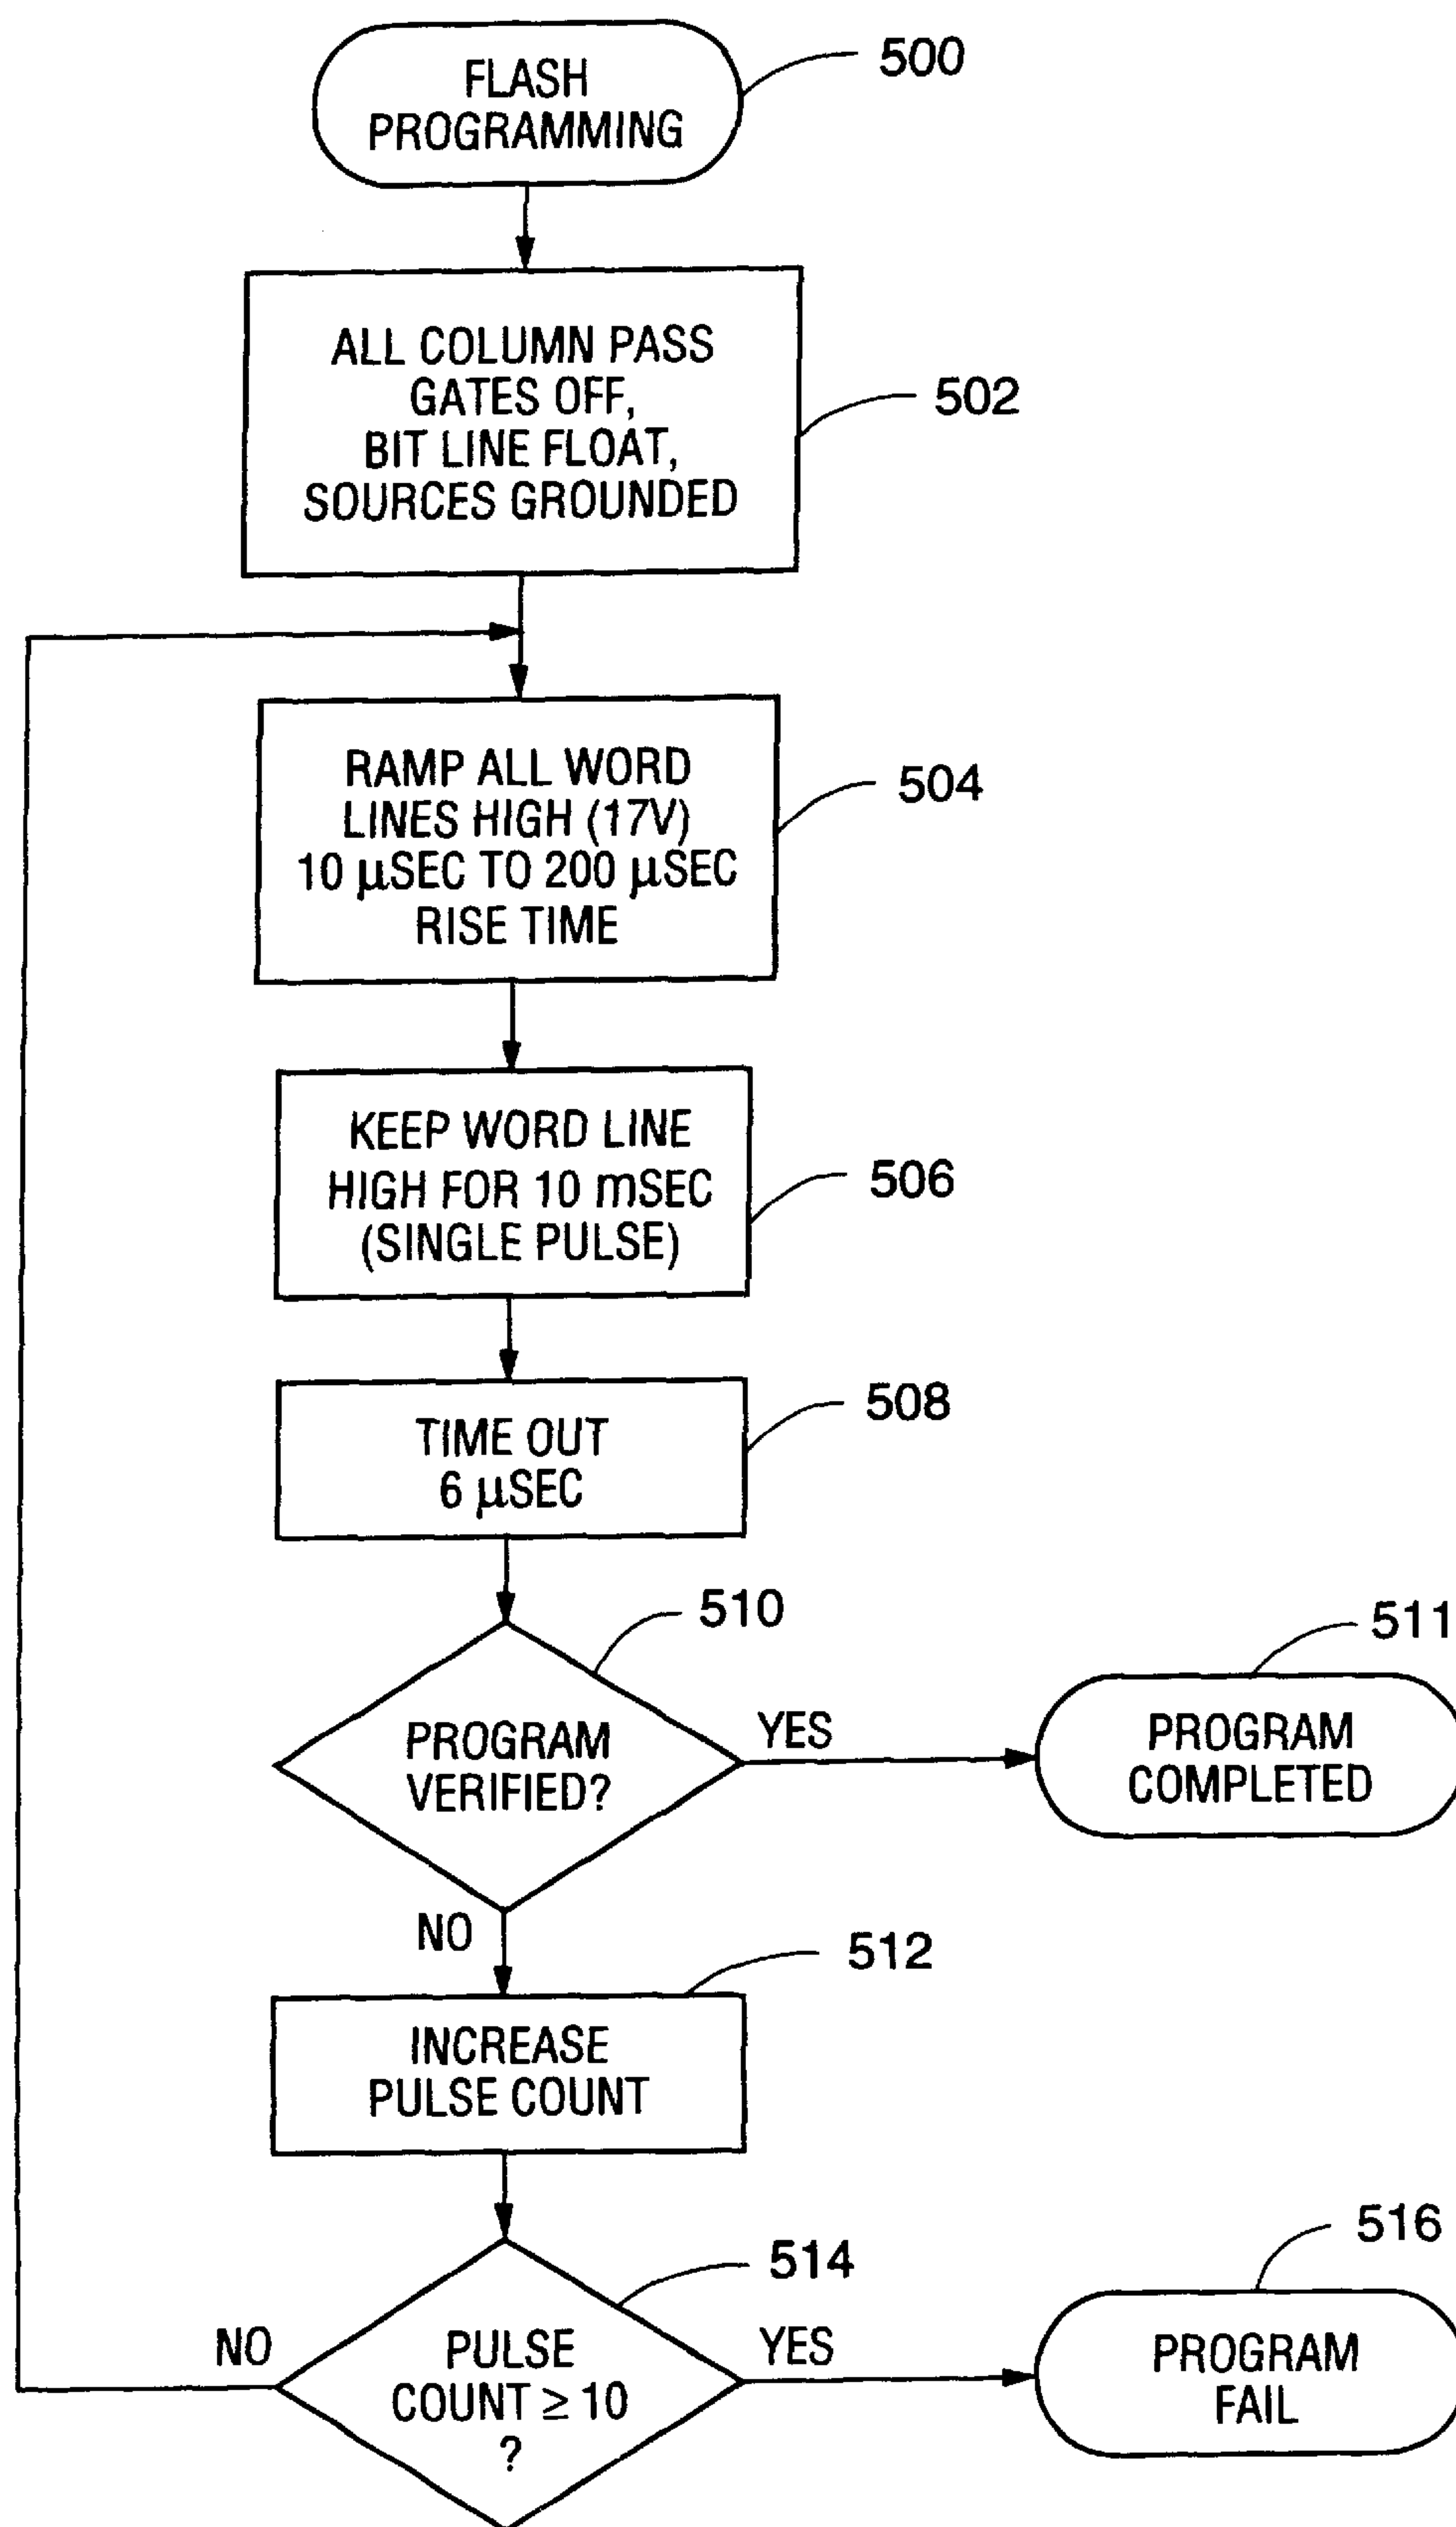 FLASH
PROGRAMMING
500
ALL COLUMN PASS
GATES OFF,
BIT LINE FLOAT,
SOURCES GROUNDED
502
RAMP ALL WORD
LINES HIGH (17V)
10 μSEC TO 200 μSEC
RISE TIME
504
KEEP WORD LINE
HIGH FOR 10 mSEC
(SINGLE PULSE)
506
TIME OUT
6 μSEC
508
510
PROGRAM
VERIFIED?
YES
511
PROGRAM
COMPLETED
NO
512
INCREASE
PULSE COUNT
514
PULSE
COUNT ≥ 10
?
NO
YES
516
PROGRAM
FAIL